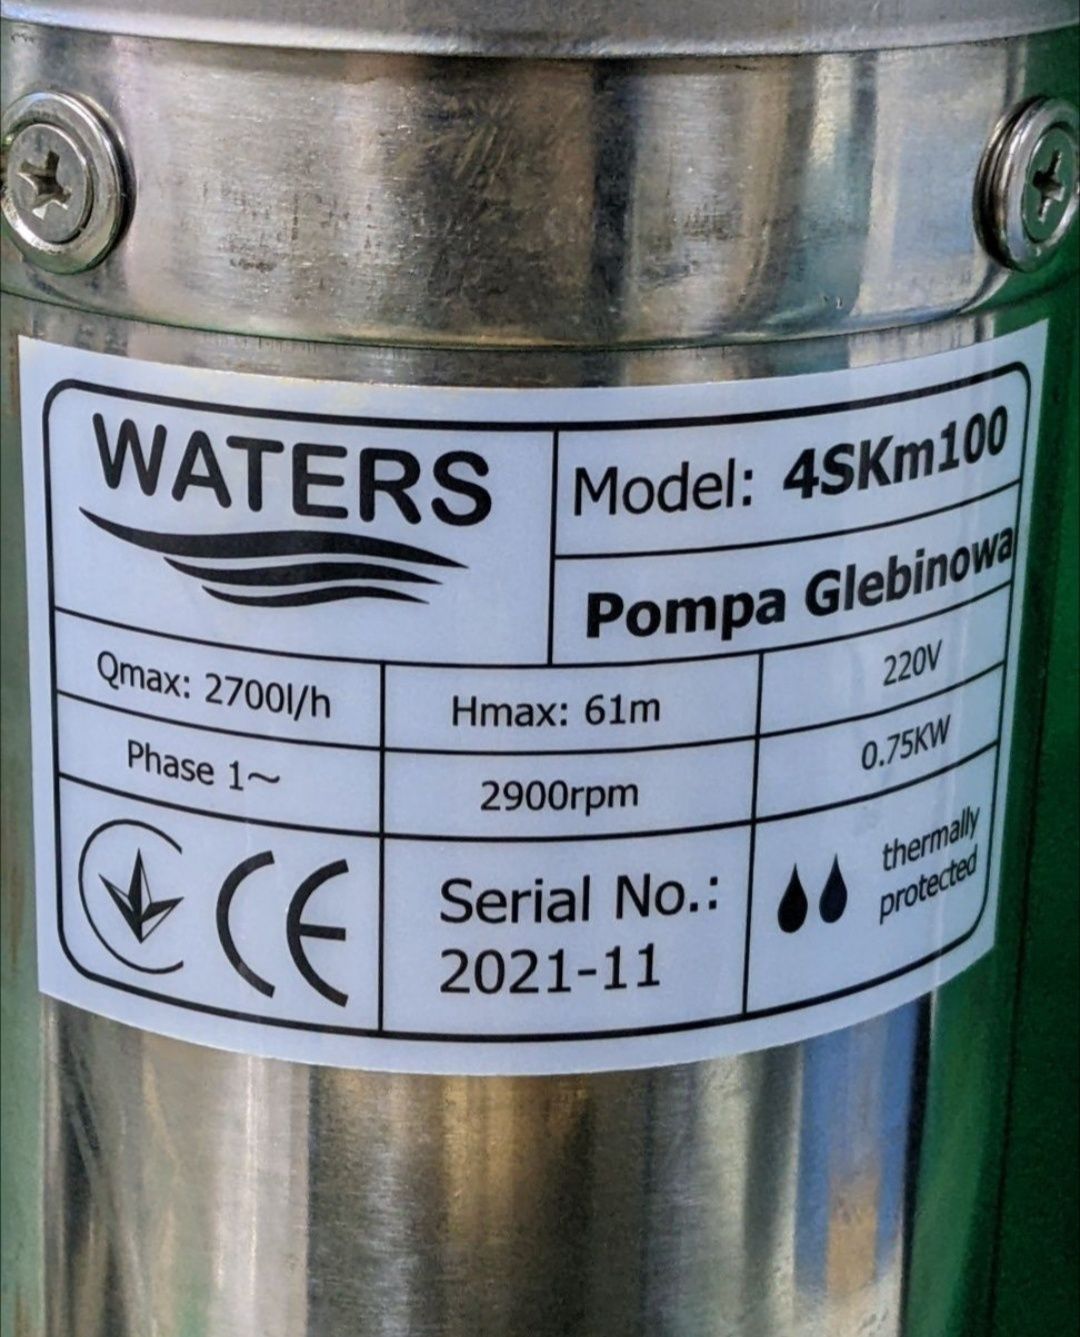 WATERS
Model: 4SKm100
Pompa Glebinowa
Qmax: 2700l/h
Hmax: 61m
220V
Phase 1~
2900rpm
0.75KW
CE
Serial No.:
2021-11
thermally
protected